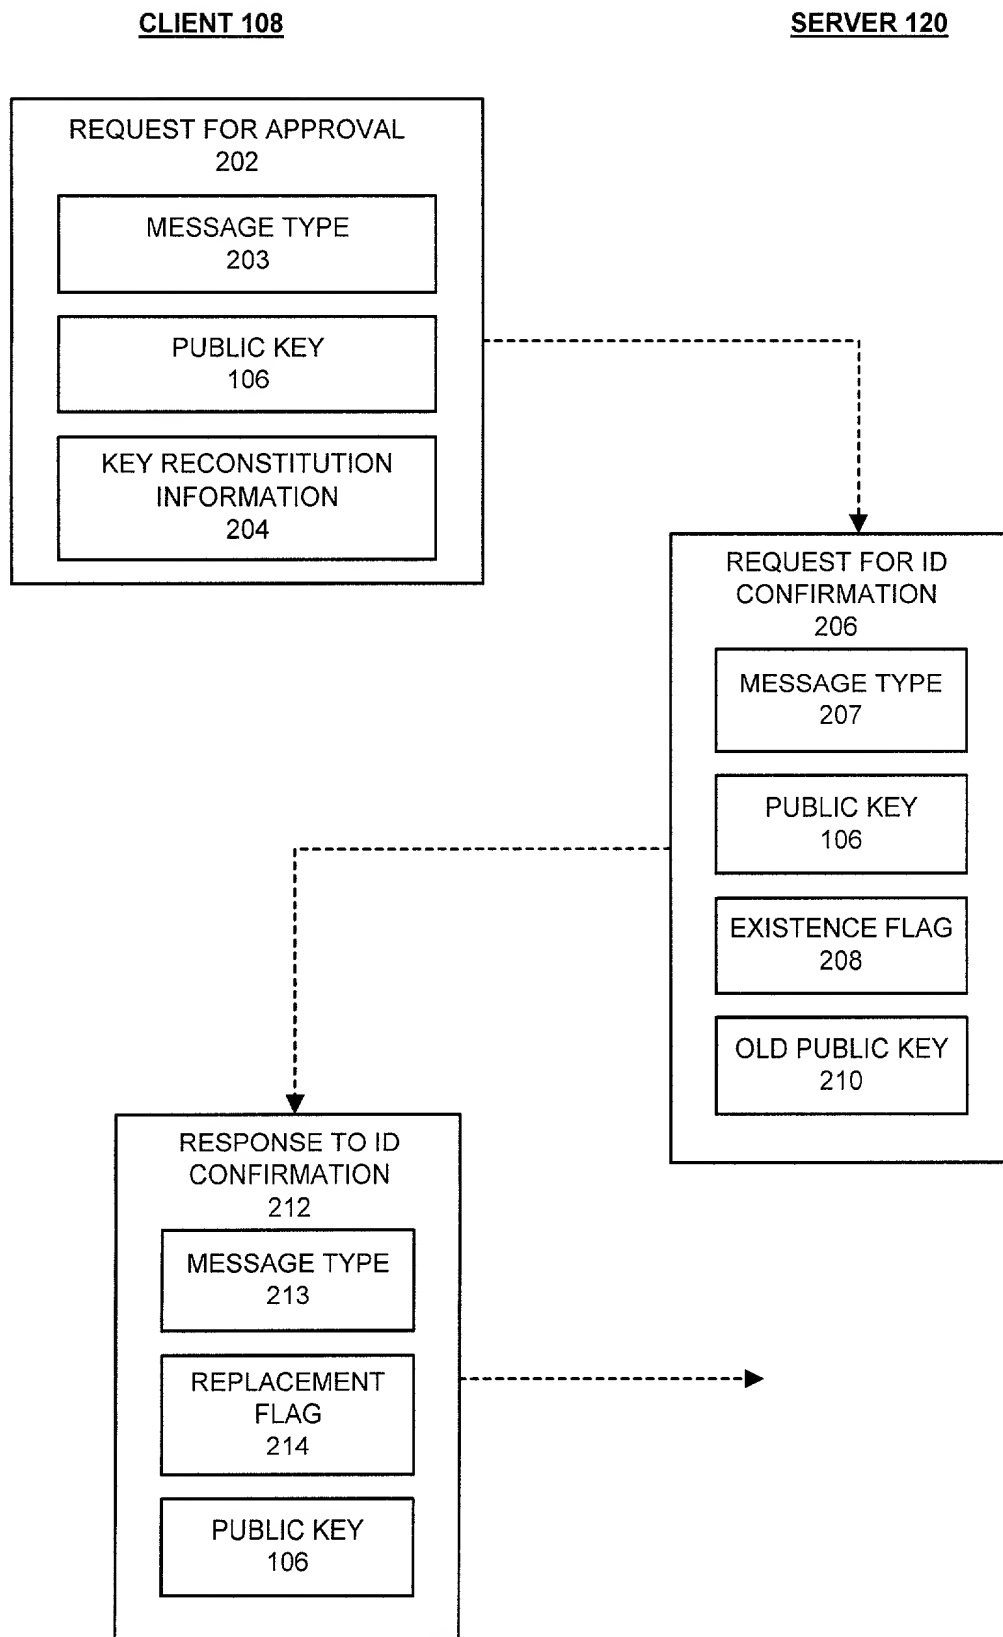 CLIENT 108
SERVER 120
REQUEST FOR APPROVAL
202
MESSAGE TYPE
203
PUBLIC KEY
106
KEY RECONSTITUTION
INFORMATION
204
REQUEST FOR ID
CONFIRMATION
206
MESSAGE TYPE
207
PUBLIC KEY
106
EXISTENCE FLAG
208
OLD PUBLIC KEY
210
RESPONSE TO ID
CONFIRMATION
212
MESSAGE TYPE
213
REPLACEMENT
FLAG
214
PUBLIC KEY
106